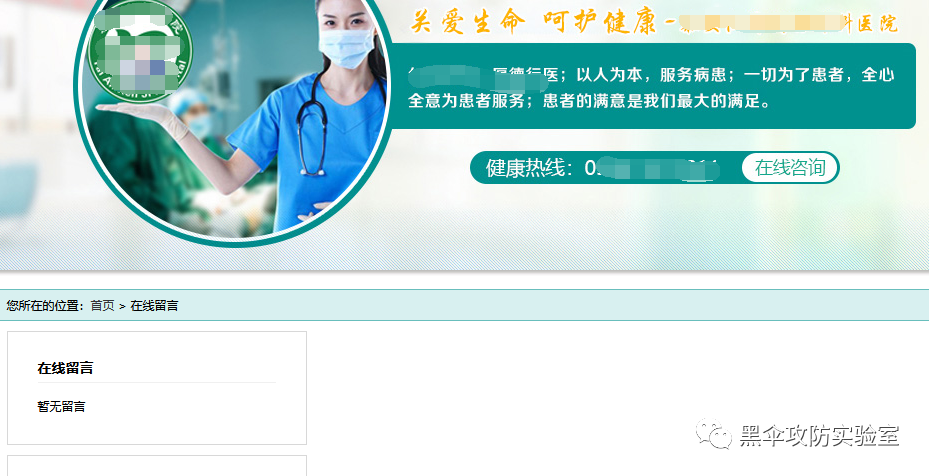 院
关爱生命 呵护健康-科医院
厚德行医；以人为本，服务病患；一切为了患者，全心
全意为患者服务；患者的满意是我们最大的满足。
健康热线：0
在线咨询
您所在的位置：首页 > 在线留言
在线留言
暂无留言
黑伞攻防实验室